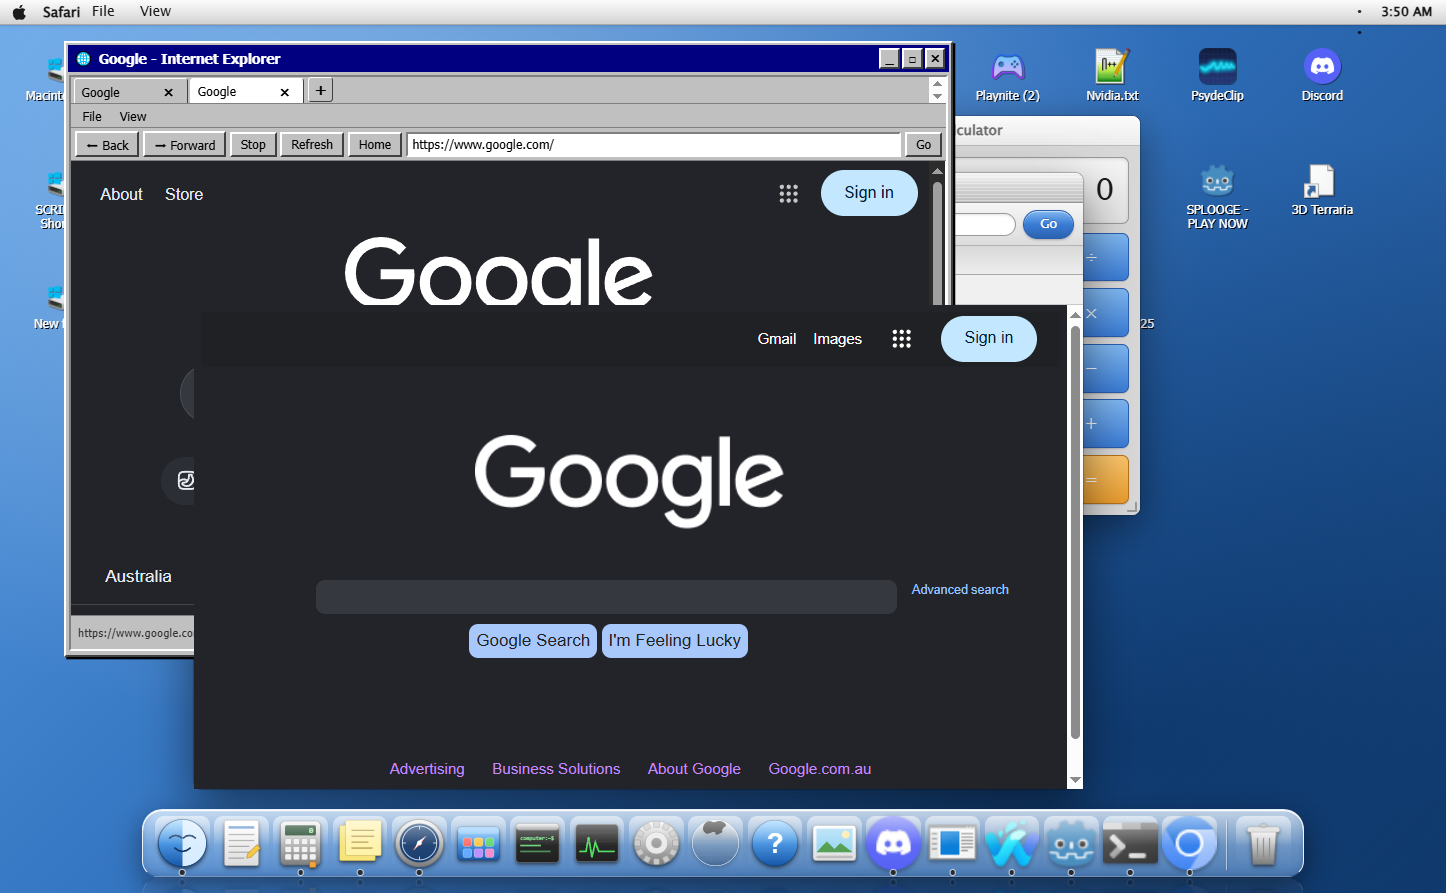 Safari File View
3:50 AM
Google - Internet Explorer
Google
Google
File View
← Back
→ Forward
Stop
Refresh
Home
https://www.google.com/
Go
About Store
Sign in
Google
Australia
https://www.google.co
culator
0
Go
÷
×
−
+
=
Gmail Images
Sign in
Google
Advanced search
Google Search
I'm Feeling Lucky
Advertising Business Solutions About Google Google.com.au
Macint
SCRI
Sho
New
Playnite (2)
Nvidia.txt
PsydeClip
Discord
SPLOOGE -
PLAY NOW
3D Terraria
25
computer:~$